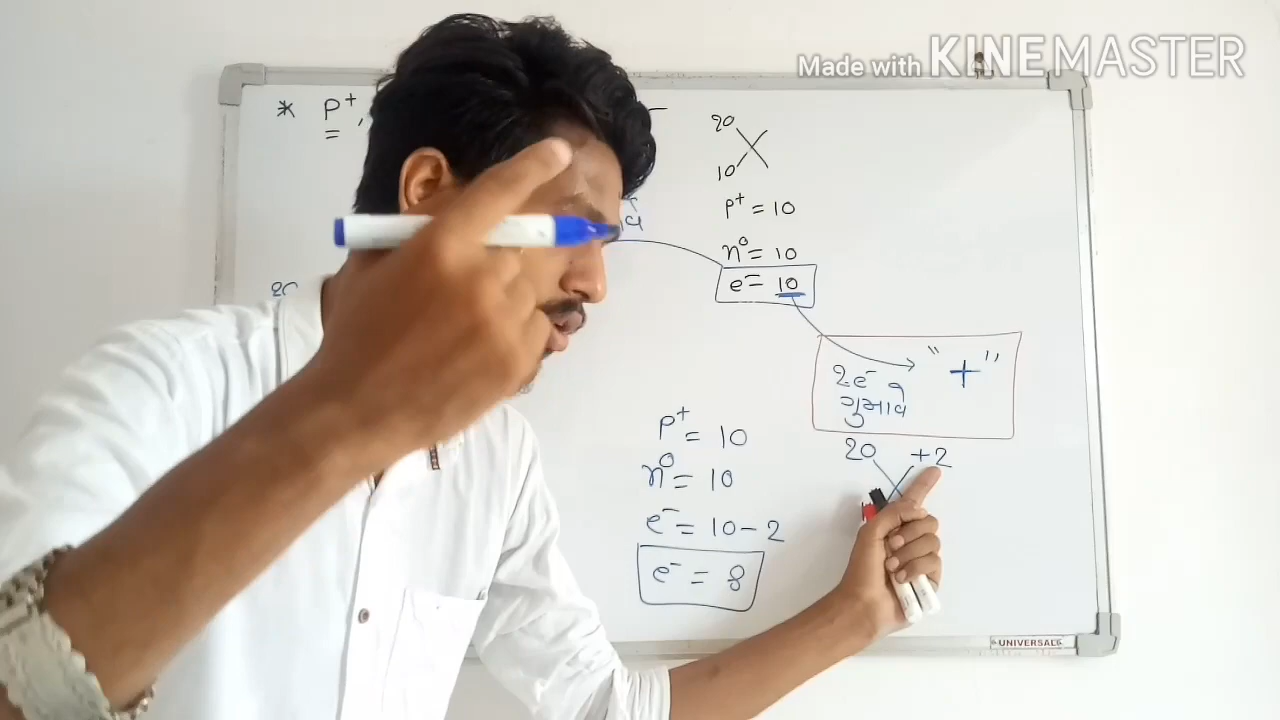 Made with KINEMASTER
* P⁺,
20 X
10
P⁺ = 10
n⁰ = 10
e⁻ = 10
2e⁻ "+"
ગુમાવે
20 +2
P⁺ = 10
n⁰ = 10
e⁻ = 10 - 2
e⁻ = 8
UNIVERSAL